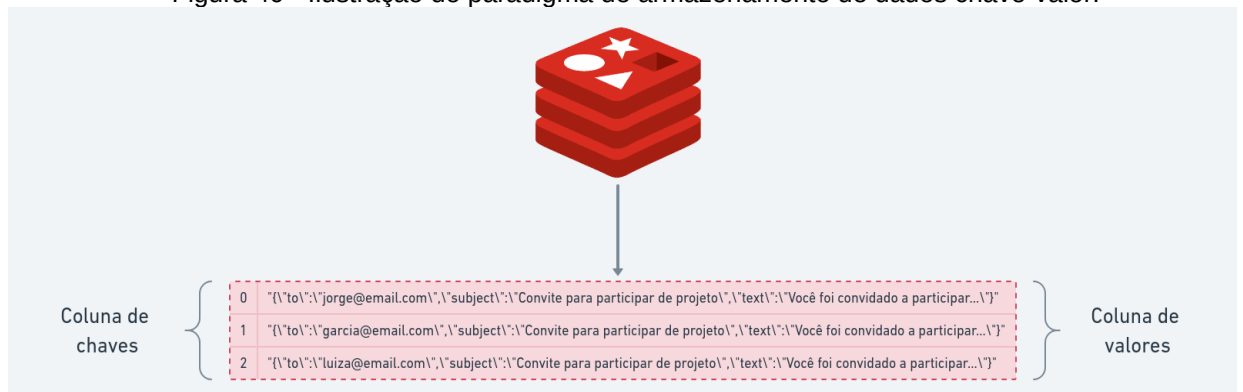 Coluna de
chaves
0 "{\"to\":\"jorge@email.com\",\"subject\":\"Convite para participar de projeto\",\"text\":\"Você foi convidado a participar...\"}"
1 "{\"to\":\"garcia@email.com\",\"subject\":\"Convite para participar de projeto\",\"text\":\"Você foi convidado a participar...\"}"
2 "{\"to\":\"luiza@email.com\",\"subject\":\"Convite para participar de projeto\",\"text\":\"Você foi convidado a participar...\"}"
Coluna de
valores